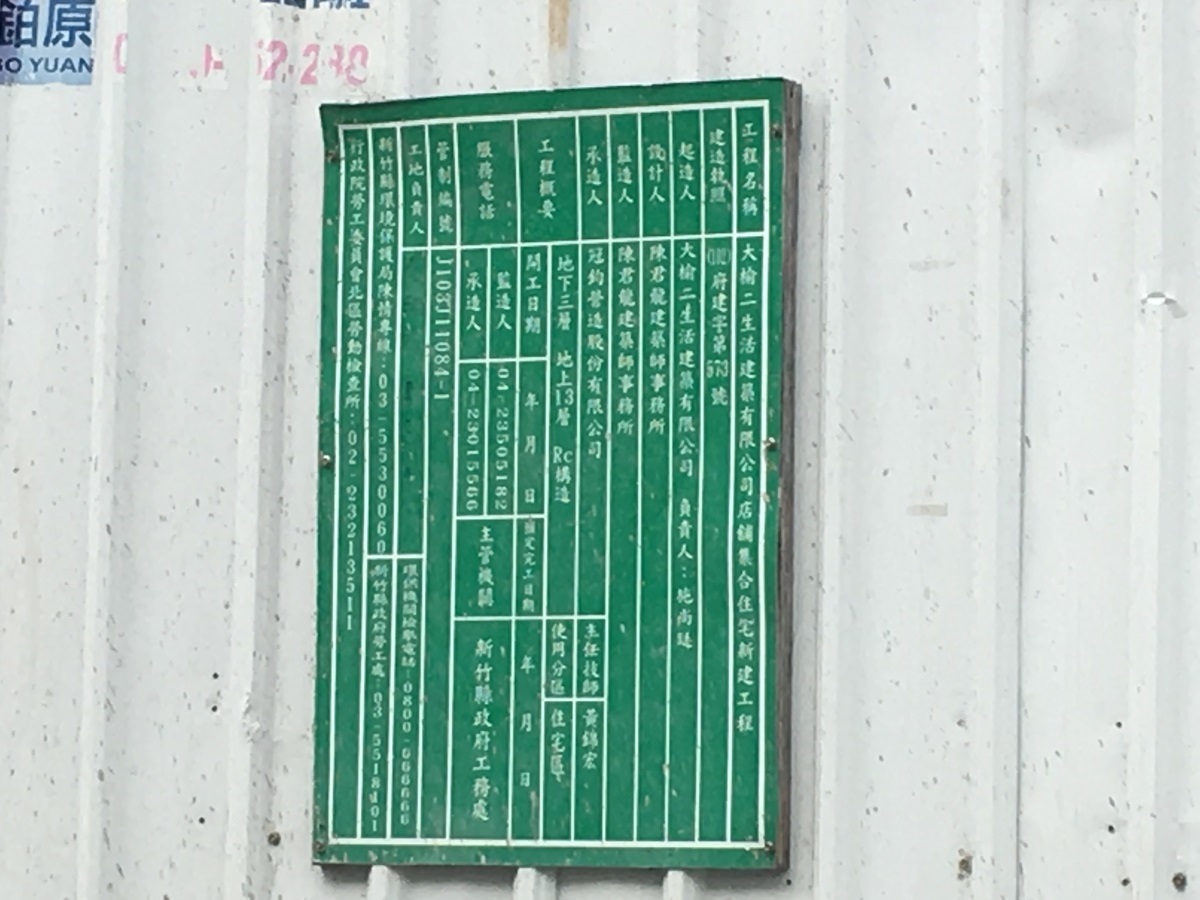 鉑原
BO YUAN
工程名稱 大榆二生活建築有限公司店舖集合住宅新建工程
建造執照 (102)府建字第573號
起造人 大榆二生活建築有限公司 負責人：施尚廷
設計人 陳君龍建築師事務所
監造人 陳君龍建築師事務所
承造人 冠鈞營造股份有限公司 主任技師 黃錦宏
工程概要 地下三層 地上13層 Rc構造 使用分區 住宅區
開工日期 年 月 日 預定完工日期 年 月 日
服務電話 監造人 04-23505182
承造人 04-23015566
主管機關 新竹縣政府工務處
管制編號 J103J11084-1
工地負責人
環保機關檢舉電話：0800-066666
新竹縣環境保護局陳情專線：03-5530060
新竹縣政府勞工處：03-5518101
行政院勞工委員會北區勞動檢查所：02-23213511